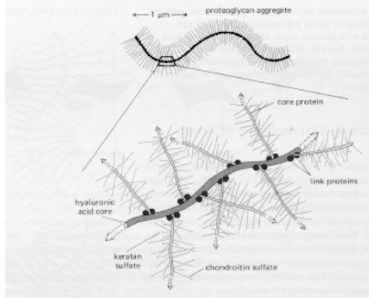 1 μm
proteoglycan aggregate
core protein
link proteins
hyaluronic
acid core
keratan
sulfate
chondroitin sulfate